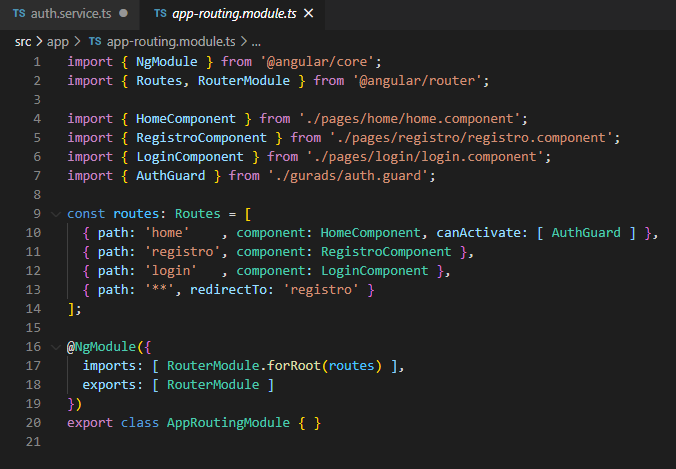 TS auth.service.ts ● TS app-routing.module.ts ×
src > app > TS app-routing.module.ts > ...
1 import { NgModule } from '@angular/core';
2 import { Routes, RouterModule } from '@angular/router';
3
4 import { HomeComponent } from './pages/home/home.component';
5 import { RegistroComponent } from './pages/registro/registro.component';
6 import { LoginComponent } from './pages/login/login.component';
7 import { AuthGuard } from './gurads/auth.guard';
8
9 const routes: Routes = [
10   { path: 'home'    , component: HomeComponent, canActivate: [ AuthGuard ] },
11   { path: 'registro', component: RegistroComponent },
12   { path: 'login'   , component: LoginComponent },
13   { path: '**', redirectTo: 'registro' }
14 ];
15
16 @NgModule({
17   imports: [ RouterModule.forRoot(routes) ],
18   exports: [ RouterModule ]
19 })
20 export class AppRoutingModule { }
21